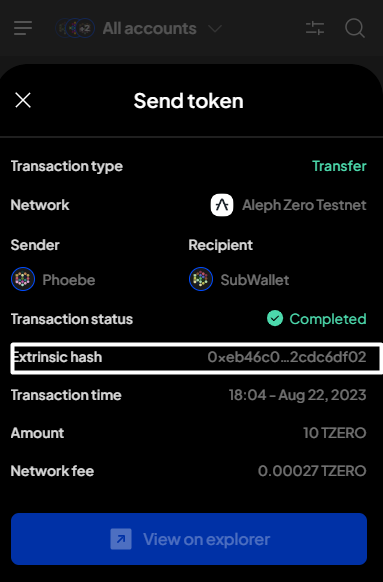 +2 All accounts
Send token
Transaction type Transfer
Network Aleph Zero Testnet
Sender Recipient
Phoebe SubWallet
Transaction status Completed
Extrinsic hash 0xeb46c0...2cdc6df02
Transaction time 18:04 - Aug 22, 2023
Amount 10 TZERO
Network fee 0.00027 TZERO
View on explorer